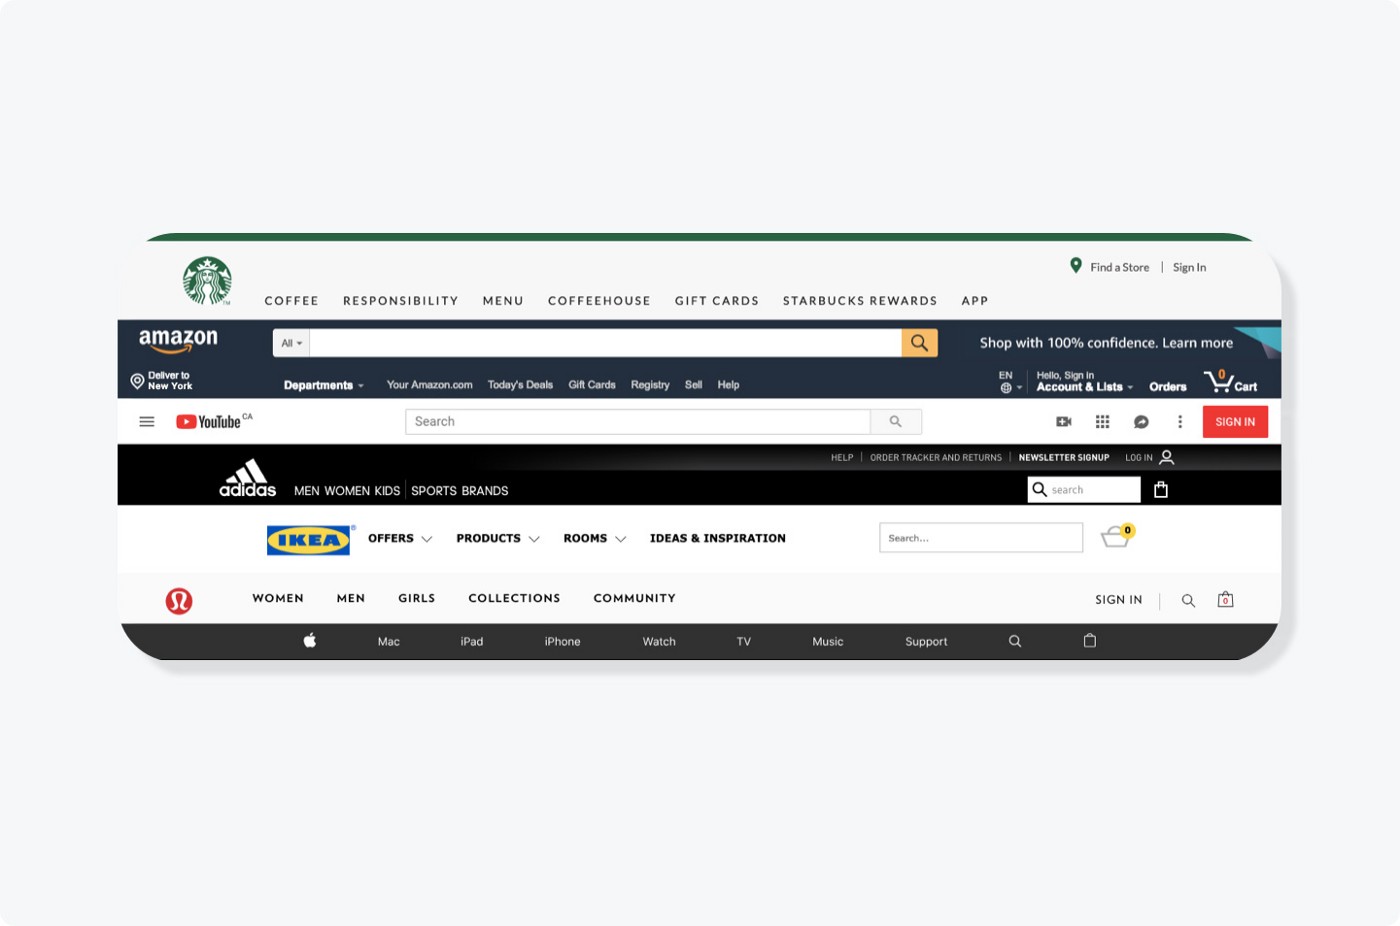 Find a Store | Sign In
TM
COFFEE RESPONSIBILITY MENU COFFEEHOUSE GIFT CARDS STARBUCKS REWARDS APP
amazon All Shop with 100% confidence. Learn more
Deliver to
New York
Departments Your Amazon.com Today's Deals Gift Cards Registry Sell Help
EN
Hello, Sign in
Account & Lists Orders 0 Cart
YouTube CA Search SIGN IN
HELP | ORDER TRACKER AND RETURNS | NEWSLETTER SIGNUP LOG IN
adidas MEN WOMEN KIDS | SPORTS BRANDS search
IKEA ® OFFERS PRODUCTS ROOMS IDEAS & INSPIRATION Search... 0
WOMEN MEN GIRLS COLLECTIONS COMMUNITY SIGN IN 0
Mac iPad iPhone Watch TV Music Support